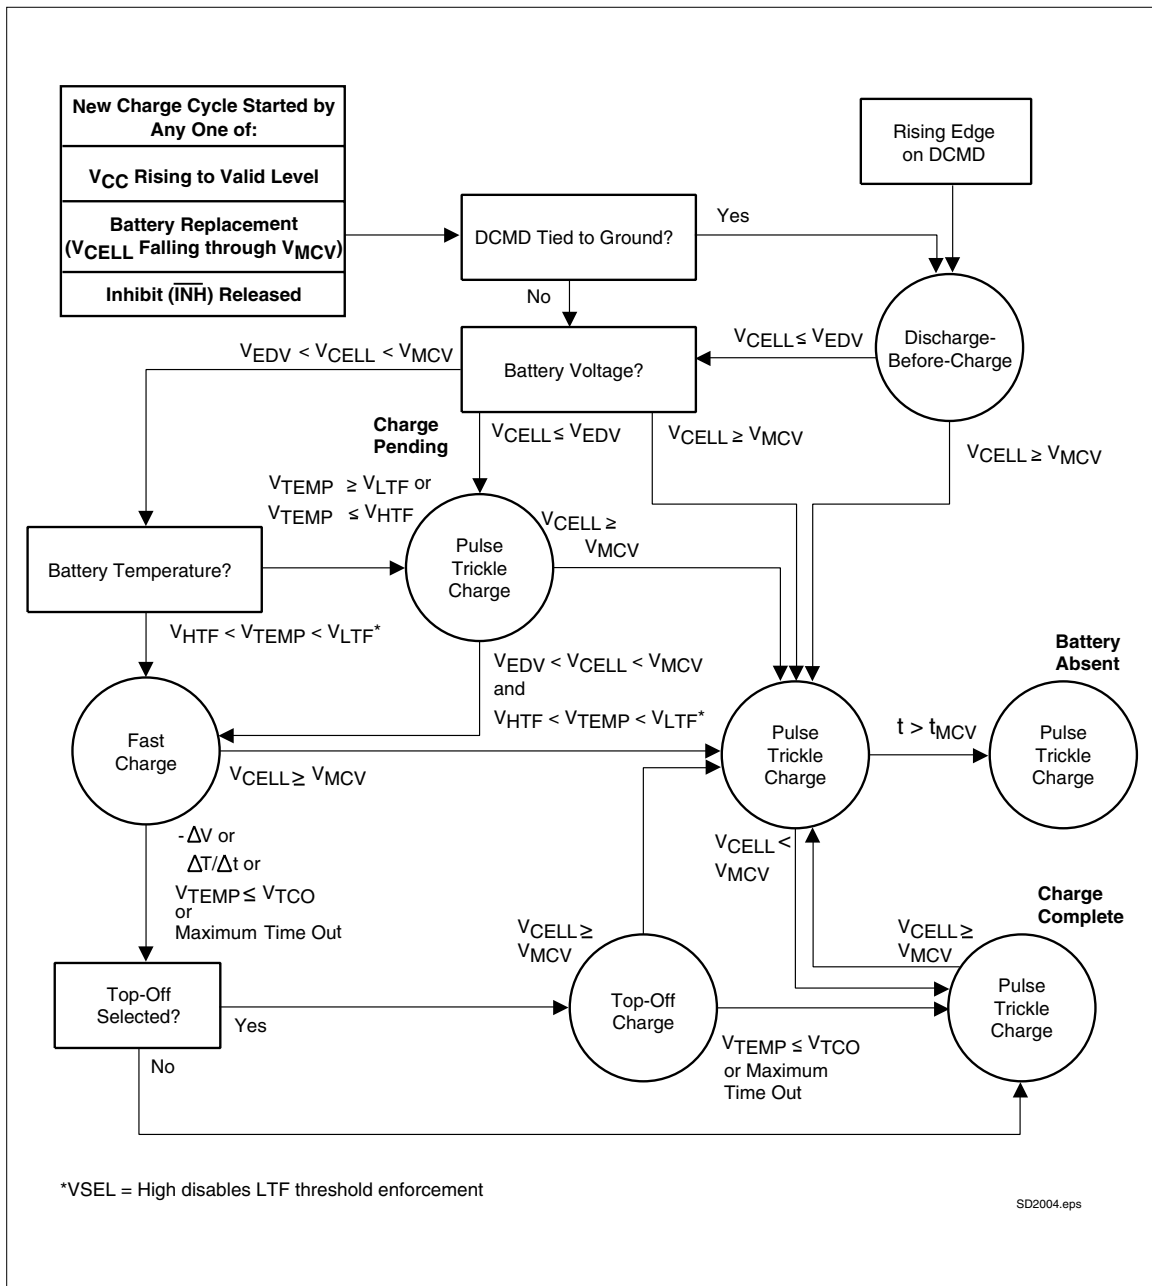 New Charge Cycle Started by
Any One of:
VCC Rising to Valid Level
Battery Replacement
(VCELL Falling through VMCV)
Inhibit (I̅N̅H̅) Released
Rising Edge
on DCMD
DCMD Tied to Ground?
Yes
No
Discharge-
Before-Charge
VCELL ≤ VEDV
Battery Voltage?
VEDV < VCELL < VMCV
Charge
Pending
VCELL ≤ VEDV
VCELL ≥ VMCV
VCELL ≥ VMCV
VTEMP ≥ VLTF or
VTEMP ≤ VHTF
VCELL ≥
VMCV
Battery Temperature?
Pulse
Trickle
Charge
VHTF < VTEMP < VLTF*
VEDV < VCELL < VMCV
and
VHTF < VTEMP < VLTF*
Battery
Absent
Fast
Charge
VCELL ≥ VMCV
Pulse
Trickle
Charge
t > tMCV
Pulse
Trickle
Charge
-ΔV or
ΔT/Δt or
VTEMP ≤ VTCO
or
Maximum Time Out
VCELL <
VMCV
Charge
Complete
VCELL ≥
VMCV
VCELL ≥
VMCV
Top-Off
Selected?
Yes
No
Top-Off
Charge
Pulse
Trickle
Charge
VTEMP ≤ VTCO
or Maximum
Time Out
*VSEL = High disables LTF threshold enforcement
SD2004.eps